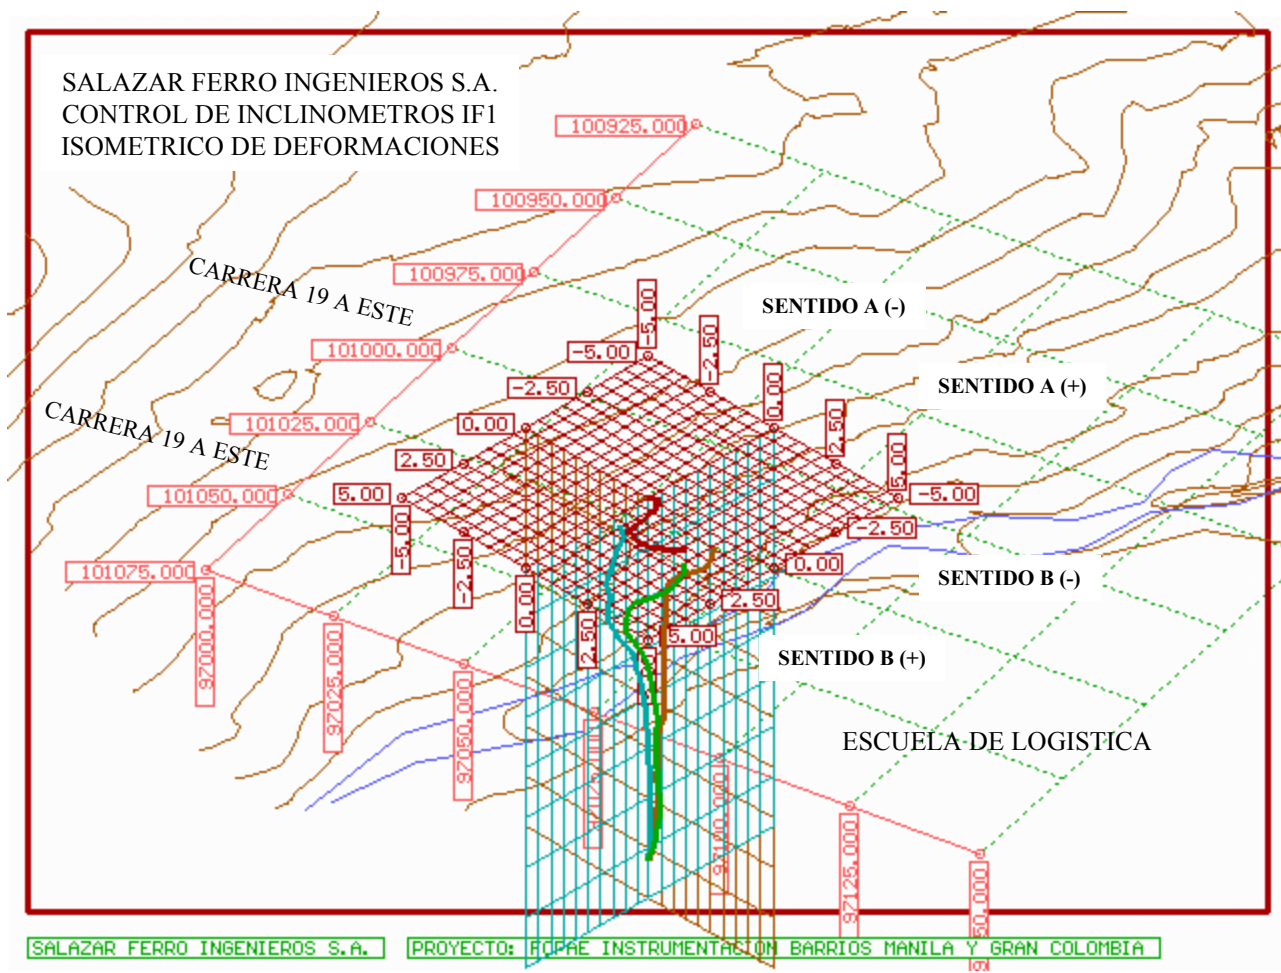 SALAZAR FERRO INGENIEROS S.A.
CONTROL DE INCLINOMETROS IF1
ISOMETRICO DE DEFORMACIONES
100925.000
100950.000
CARRERA 19 A ESTE
100975.000
SENTIDO A (-)
101000.000
-5.00
-5.00
-2.50
-2.50
0.00
SENTIDO A (+)
CARRERA 19 A ESTE
101025.000
0.00
2.50
2.50
5.00
101050.000
5.00
-5.00
-5.00
-2.50
-2.50
0.00
0.00
101075.000
SENTIDO B (-)
2.50
2.50
5.00
SENTIDO B (+)
97000.000
97025.000
97050.000
ESCUELA DE LOGISTICA
97100.000
97125.000
SALAZAR FERRO INGENIEROS S.A.
PROYECTO: FOPAE INSTRUMENTACION BARRIOS MANILA Y GRAN COLOMBIA